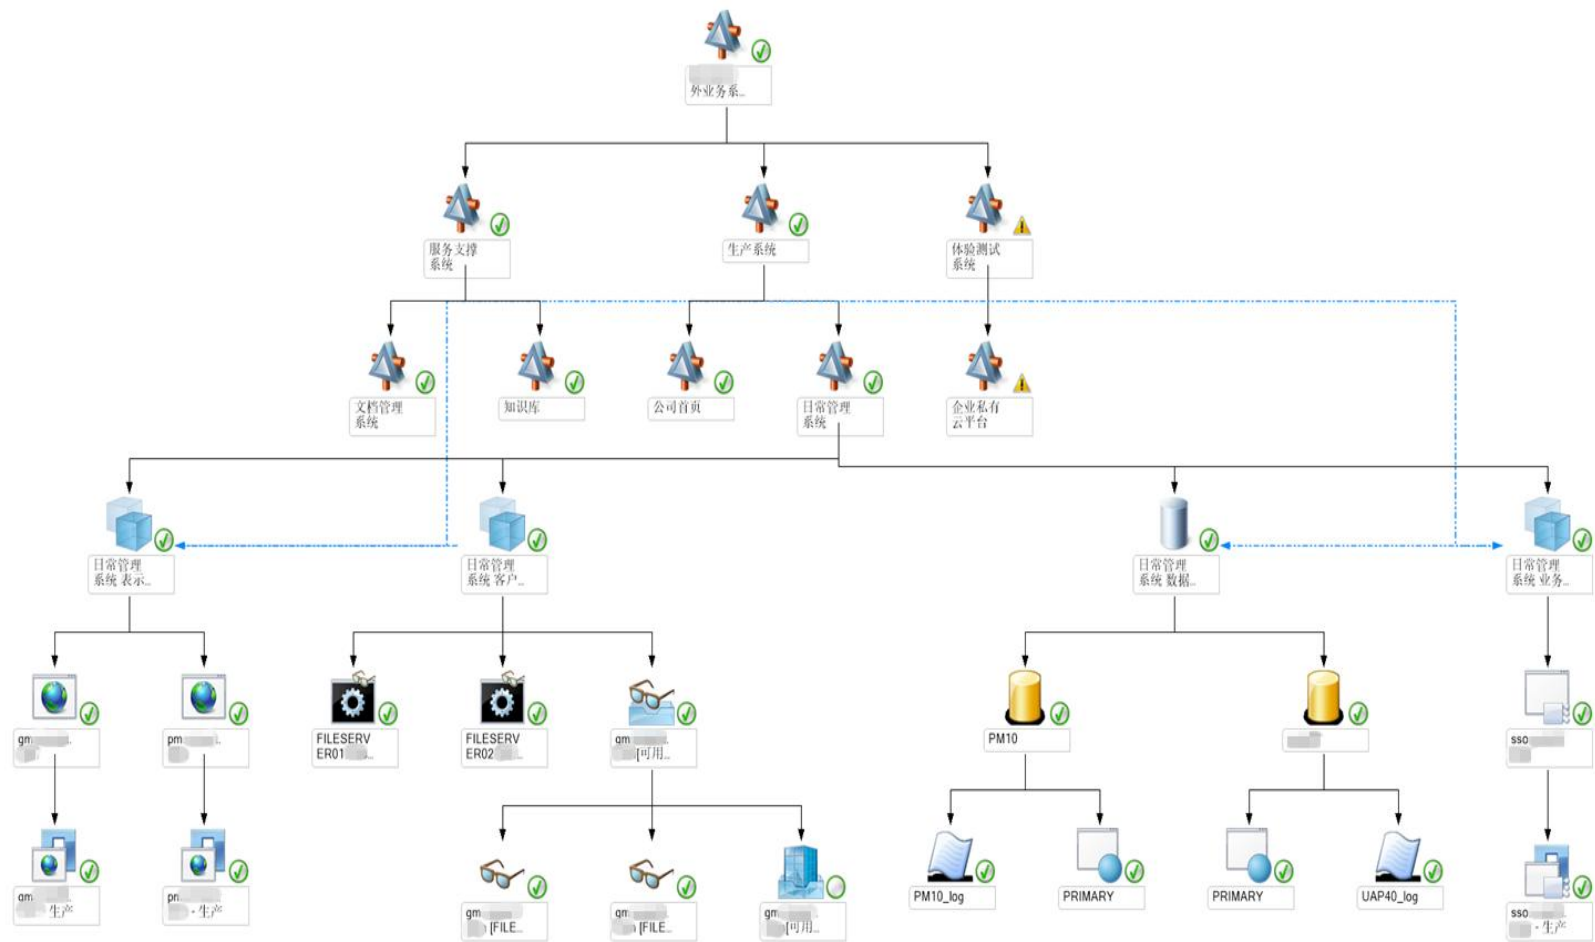 外业务系...
服务支撑
系统
生产系统
体验测试
系统
文档管理
系统
知识库
公司首页
日常管理
系统
企业私有
云平台
日常管理
系统 表示...
日常管理
系统 客户...
日常管理
系统 数据...
日常管理
系统 业务...
gm
pm
FILESERV
ER01
FILESERV
ER02
gm
[可用...
PM10
sso
gm
生产
pm
- 生产
gm
[FILE...
gm
[FILE...
gm
[可用...
PM10_log
PRIMARY
PRIMARY
UAP40_log
sso
- 生产